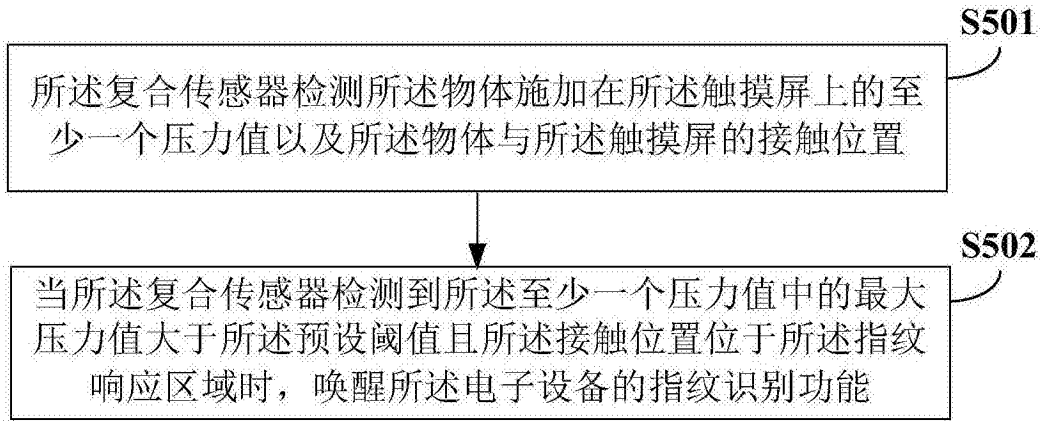 S501
所述复合传感器检测所述物体施加在所述触摸屏上的至
少一个压力值以及所述物体与所述触摸屏的接触位置
S502
当所述复合传感器检测到所述至少一个压力值中的最大
压力值大于所述预设阈值且所述接触位置位于所述指纹
响应区域时，唤醒所述电子设备的指纹识别功能